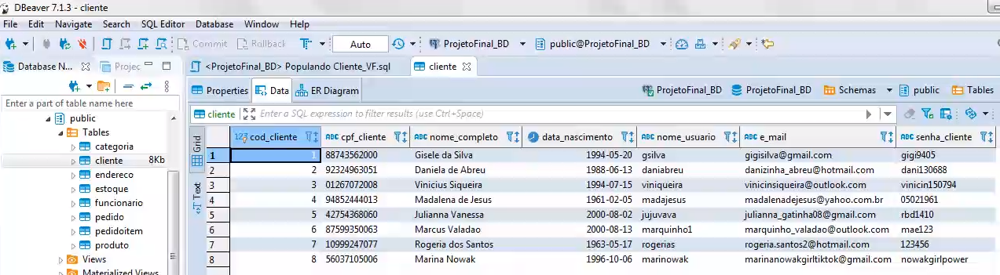 DBeaver 7.1.3 - cliente
File Edit Navigate Search SQL Editor Database Window Help
Commit Rollback T Auto ProjetoFinal_BD public@ProjetoFinal_BD
Database N... Projec <ProjetoFinal_BD> Populando Cliente_VF.sql cliente
Properties Data ER Diagram ProjetoFinal_BD ProjetoFinal_BD Schemas public Tables
Enter a part of table name here
cliente Enter a SQL expression to filter results (use Ctrl+Space)
public
Tables
categoria
cliente 8Kb
endereco
estoque
funcionario
pedido
pedidoitem
produto
Views
Materialized Views
Grid
Text
123 cod_cliente ABC cpf_cliente ABC nome_completo data_nascimento ABC nome_usuario ABC e_mail ABC senha_cliente
1 1 88743562000 Gisele da Silva 1994-05-20 gsilva gigisilva@gmail.com gigi9405
2 2 92324963051 Daniela de Abreu 1988-06-13 daniabreu danizinha_abreu@hotmail.com dani130688
3 3 01267072008 Vinicius Siqueira 1994-07-15 viniqueira vinicinsiqueira@outlook.com vinicin150794
4 4 94852444013 Madalena de Jesus 1961-02-05 madajesus madalenadejesus@yahoo.com.br 05021961
5 5 42754368060 Julianna Vanessa 2000-08-02 jujuvava julianna_gatinha08@gmail.com rbd1410
6 6 87599350063 Marcus Valadao 2000-08-13 marquinho1 marquinho_valadao@outlook.com mae123
7 7 10999247077 Rogeria dos Santos 1963-05-17 rogerias rogeria.santos2@hotmail.com 123456
8 8 56037105006 Marina Nowak 1996-10-06 marinowak marinanowakgirltiktok@gmail.com nowakgirlpower